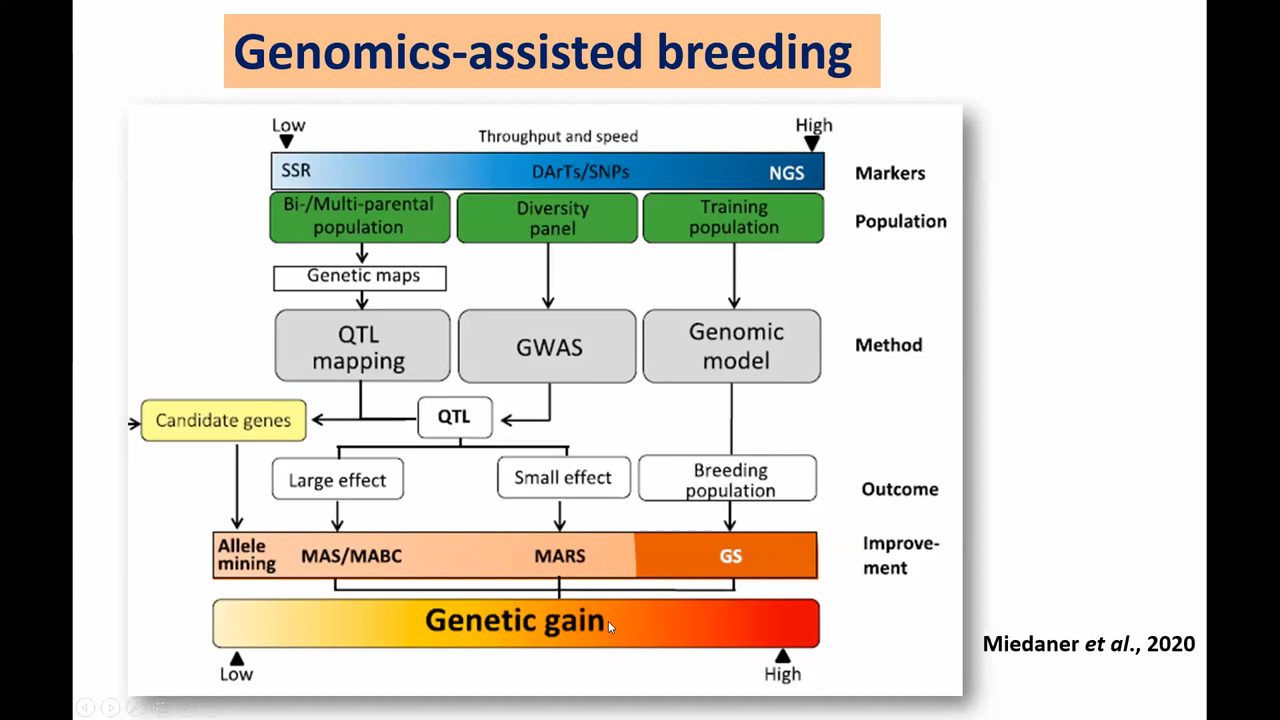 Genomics-assisted breeding
Low
Throughput and speed
High
SSR
DArTs/SNPs
NGS
Markers
Bi-/Multi-parental
population
Diversity
panel
Training
population
Population
Genetic maps
QTL
mapping
GWAS
Genomic
model
Method
Candidate genes
QTL
Large effect
Small effect
Breeding
population
Outcome
Allele
mining
MAS/MABC
MARS
GS
Improve-
ment
Genetic gain
Low
High
Miedaner et al., 2020